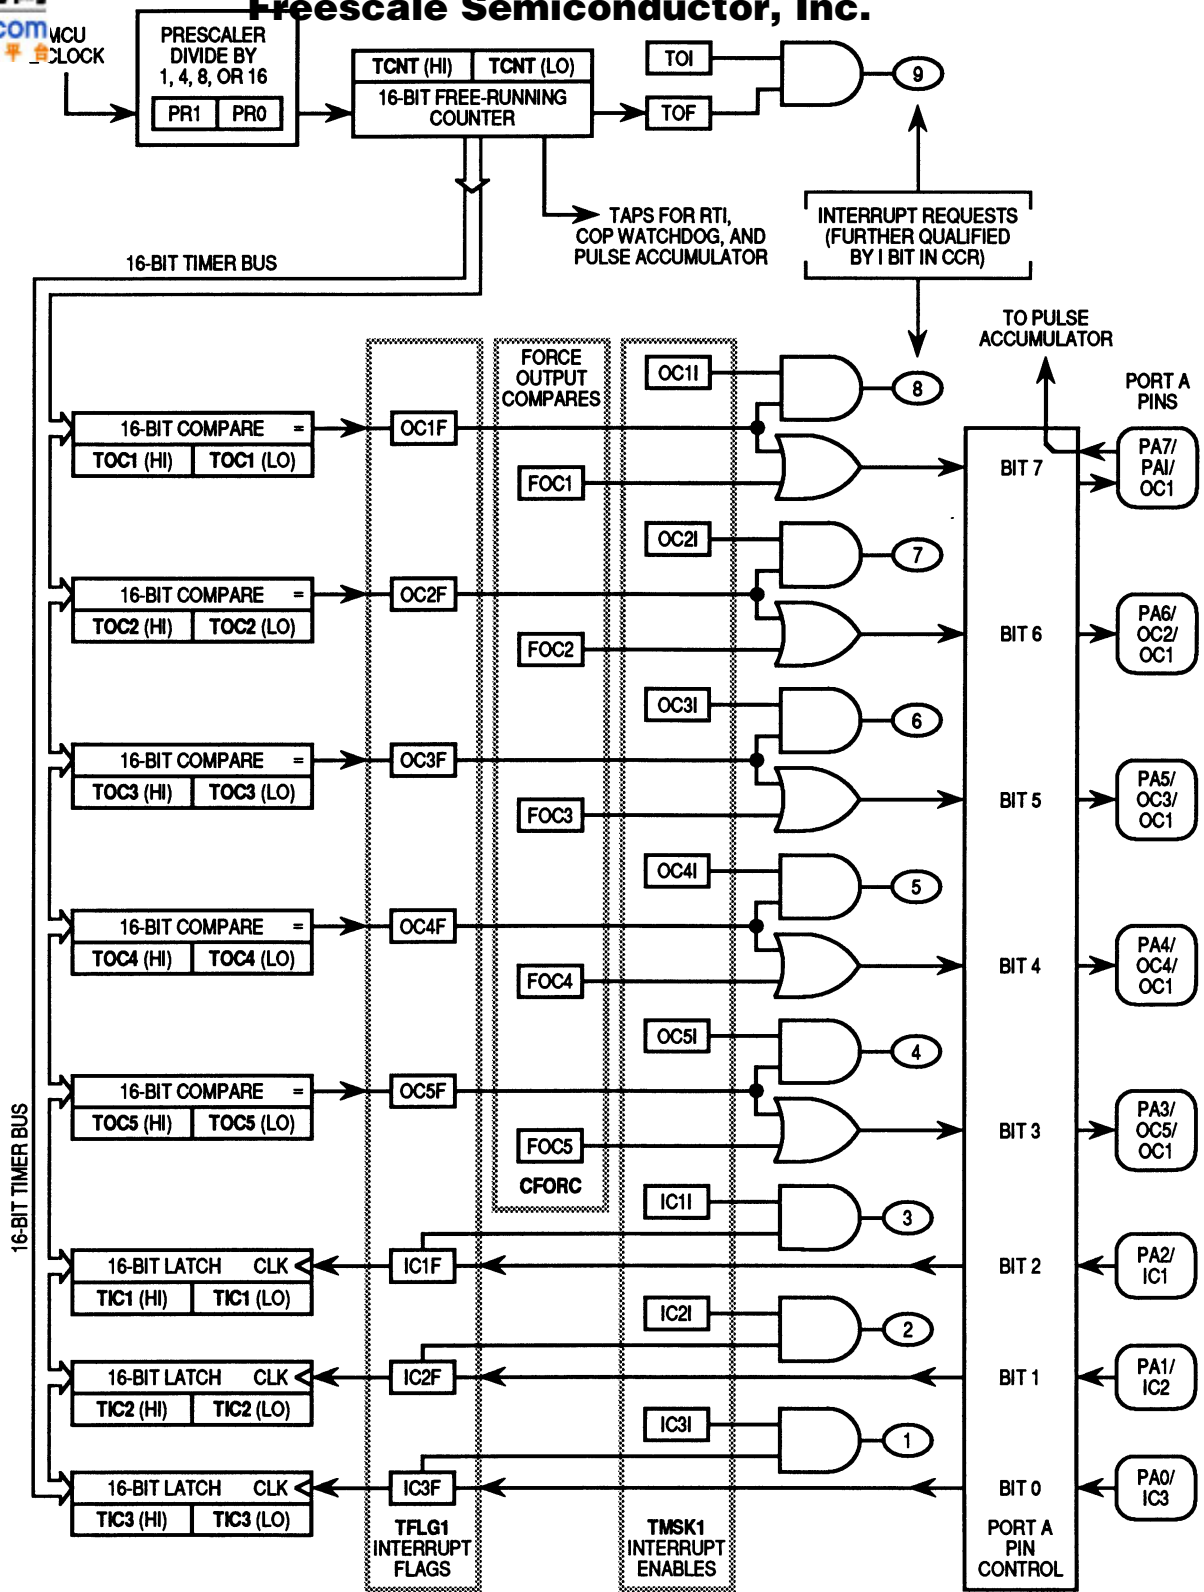 Freescale Semiconductor, Inc.
com
平台
MCU
CLOCK
PRESCALER
DIVIDE BY
1, 4, 8, OR 16
PR1 PR0
TCNT (HI) TCNT (LO)
16-BIT FREE-RUNNING
COUNTER
TOI
TOF
9
TAPS FOR RTI,
COP WATCHDOG, AND
PULSE ACCUMULATOR
INTERRUPT REQUESTS
(FURTHER QUALIFIED
BY I BIT IN CCR)
16-BIT TIMER BUS
TO PULSE
ACCUMULATOR
PORT A
PINS
FORCE
OUTPUT
COMPARES
OC1I
8
16-BIT COMPARE =
TOC1 (HI) TOC1 (LO)
OC1F
FOC1
BIT 7
PA7/
PAI/
OC1
OC2I
7
16-BIT COMPARE =
TOC2 (HI) TOC2 (LO)
OC2F
FOC2
BIT 6
PA6/
OC2/
OC1
OC3I
6
16-BIT COMPARE =
TOC3 (HI) TOC3 (LO)
OC3F
FOC3
BIT 5
PA5/
OC3/
OC1
OC4I
5
16-BIT COMPARE =
TOC4 (HI) TOC4 (LO)
OC4F
FOC4
BIT 4
PA4/
OC4/
OC1
OC5I
4
16-BIT COMPARE =
TOC5 (HI) TOC5 (LO)
OC5F
FOC5
BIT 3
PA3/
OC5/
OC1
CFORC
16-BIT TIMER BUS
IC1I
3
16-BIT LATCH CLK
TIC1 (HI) TIC1 (LO)
IC1F
BIT 2
PA2/
IC1
IC2I
2
16-BIT LATCH CLK
TIC2 (HI) TIC2 (LO)
IC2F
BIT 1
PA1/
IC2
IC3I
1
16-BIT LATCH CLK
TIC3 (HI) TIC3 (LO)
IC3F
BIT 0
PA0/
IC3
TFLG1
INTERRUPT
FLAGS
TMSK1
INTERRUPT
ENABLES
PORT A
PIN
CONTROL